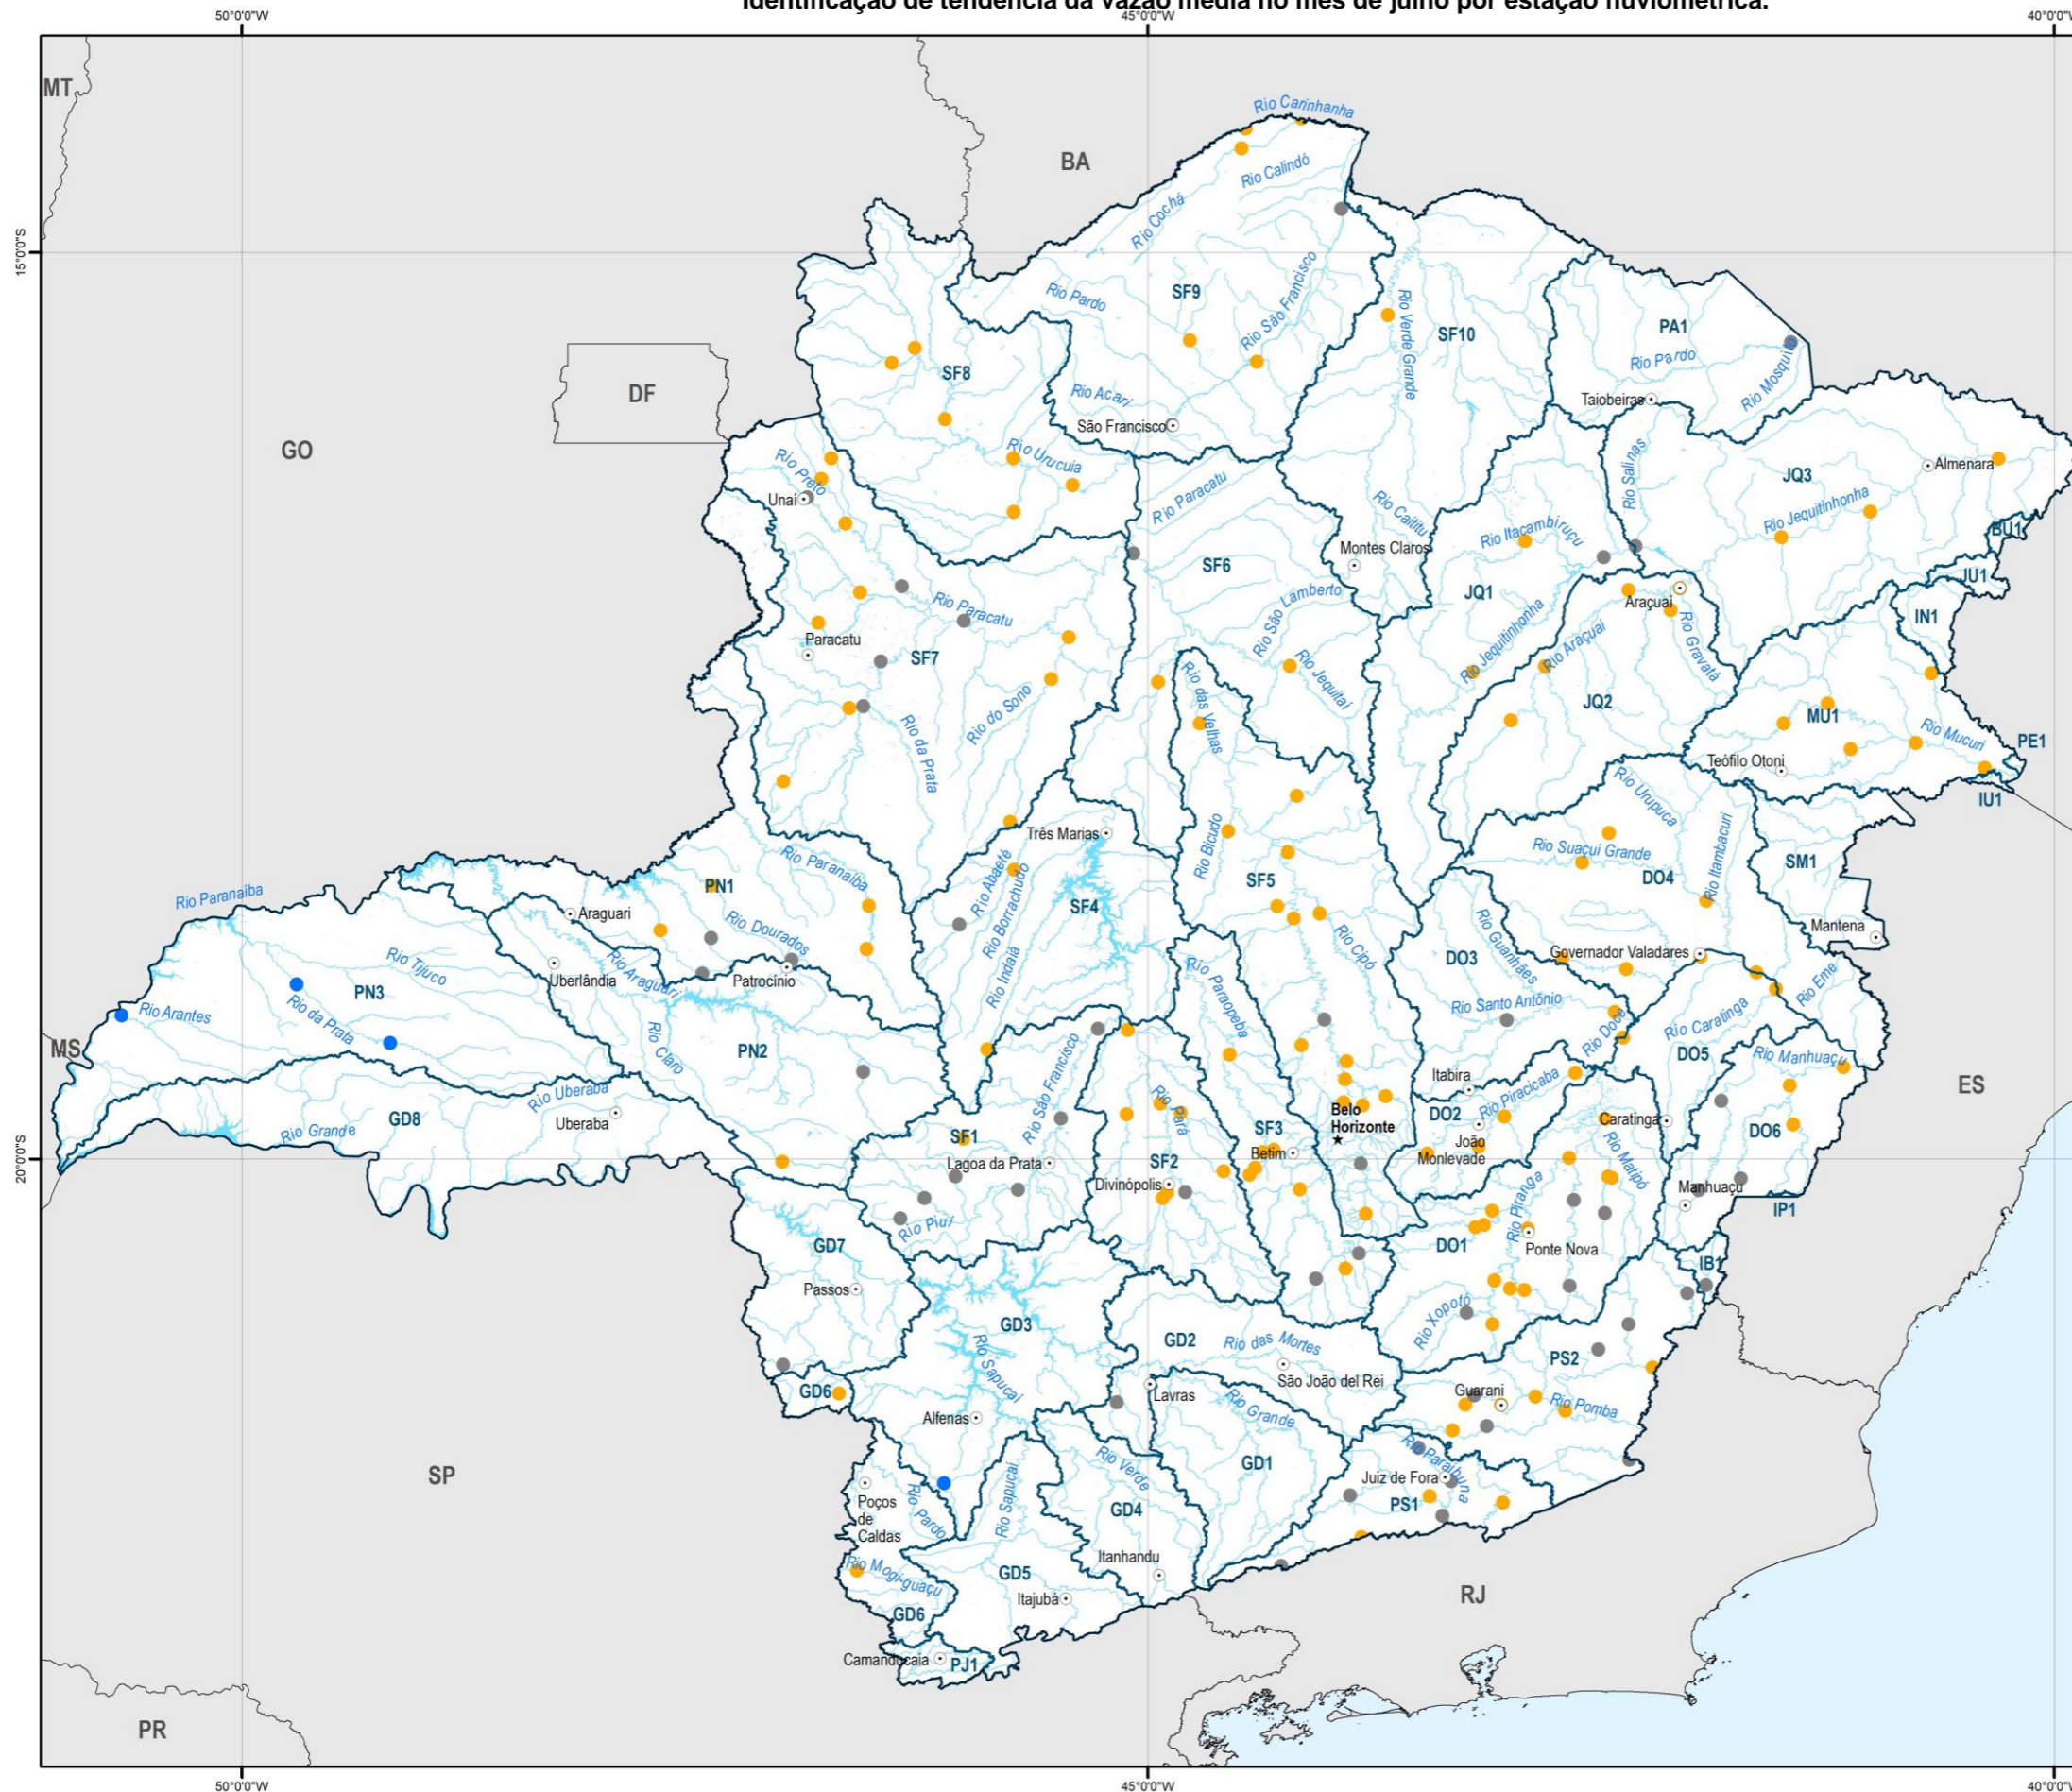 Identificação de tendência da vazão média no mês de julho por estação fluviométrica.
50°0'0"W
45°0'0"W
40°0'0"W
MT
Rio Carinhanha
BA
Rio Calindó
Rio Cochá
15°0'0"S
SF9
Rio São Francisco
Rio Pardo
Rio Verde Grande
SF10
PA1
Rio Pardo
Rio Mosquito
SF8
DF
Rio Acari
Taiobeiras
São Francisco
GO
Rio Preto
Rio Urucuia
Rio Salinas
JQ3
Almenara
Unaí
Rio Paracatu
Rio Caititu
Rio Jequitinhonha
Rio Itacambiruçu
BU1
Montes Claros
SF6
JU1
JQ1
Rio Paracatu
Rio São Lamberto
Araçuaí
IN1
Paracatu
SF7
Rio Jequitinhonha
Rio Araçuaí
Rio Gravatá
Rio do Sono
Rio das Velhas
Rio Jequitaí
JQ2
MU1
Rio da Prata
Rio Mucuri
PE1
Teófilo Otoni
Rio Urupuca
IU1
Três Marias
Rio Paranaíba
Rio Abaeté
Rio Bicudo
Rio Suaçuí Grande
Rio Itambacuri
SM1
PN1
Rio Borrachudo
SF5
DO4
Rio Paranaíba
SF4
Araguari
Rio Dourados
Rio Cipó
Rio Guanhães
Mantena
Governador Valadares
DO3
Rio Tijuco
Uberlândia
Rio Araguari
Patrocínio
Rio Indaiá
Rio Paraopeba
Rio Eme
PN3
Rio Santo Antônio
Rio Arantes
Rio da Prata
Rio Caratinga
Rio Doce
MS
Rio Claro
PN2
Rio São Francisco
DO5
Rio Manhuaçu
Itabira
ES
Rio Uberaba
Rio Piracicaba
GD8
Uberaba
Rio Pará
Belo
Horizonte
DO2
Caratinga
Rio Grande
SF1
SF3
João
Monlevade
DO6
Rio Matipó
20°0'0"S
Lagoa da Prata
SF2
Betim
Divinópolis
Manhuaçu
Rio Piranga
IP1
Rio Piuí
GD7
DO1
Ponte Nova
IB1
Passos
GD3
Rio Xopotó
GD2
Rio das Mortes
PS2
Rio Sapucaí
GD6
São João del Rei
Lavras
Guarani
Rio Pomba
Alfenas
Rio Grande
SP
Rio Verde
GD1
Rio Paraibuna
Juiz de Fora
Poços
de
Caldas
Rio Pardo
Rio Sapucaí
GD4
PS1
Itanhandu
Rio Mogi-guaçu
GD5
Itajubá
RJ
GD6
Camanducaia
PJ1
PR
50°0'0"W
45°0'0"W
40°0'0"W